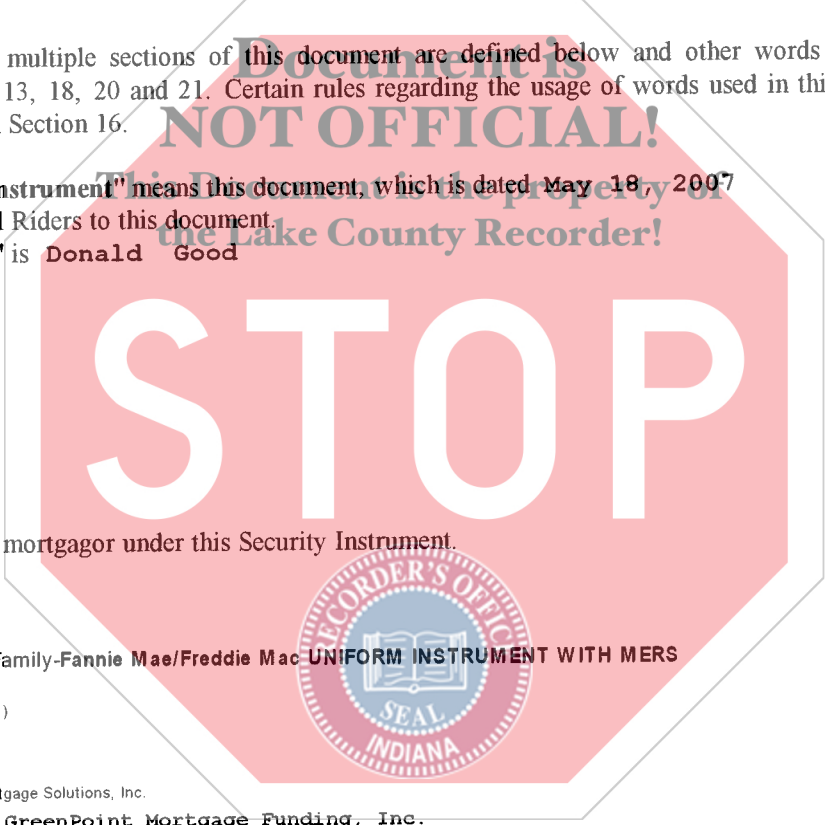 Document is
multiple sections of this document are defined below and other words
13, 18, 20 and 21. Certain rules regarding the usage of words used in thi
NOT OFFICIAL!
Section 16.
This Document is the property of
nstrument" means this document, which is dated May 18, 2007
Riders to this document.
the Lake County Recorder!
" is Donald Good
STOP
mortgagor under this Security Instrument.
RECORDER'S OFFIC
amily-Fannie Mae/Freddie Mac UNIFORM INSTRUMENT WITH MERS
SEAL
)
INDIANA
tgage Solutions, Inc.
GreenPoint Mortgage Funding, Inc.